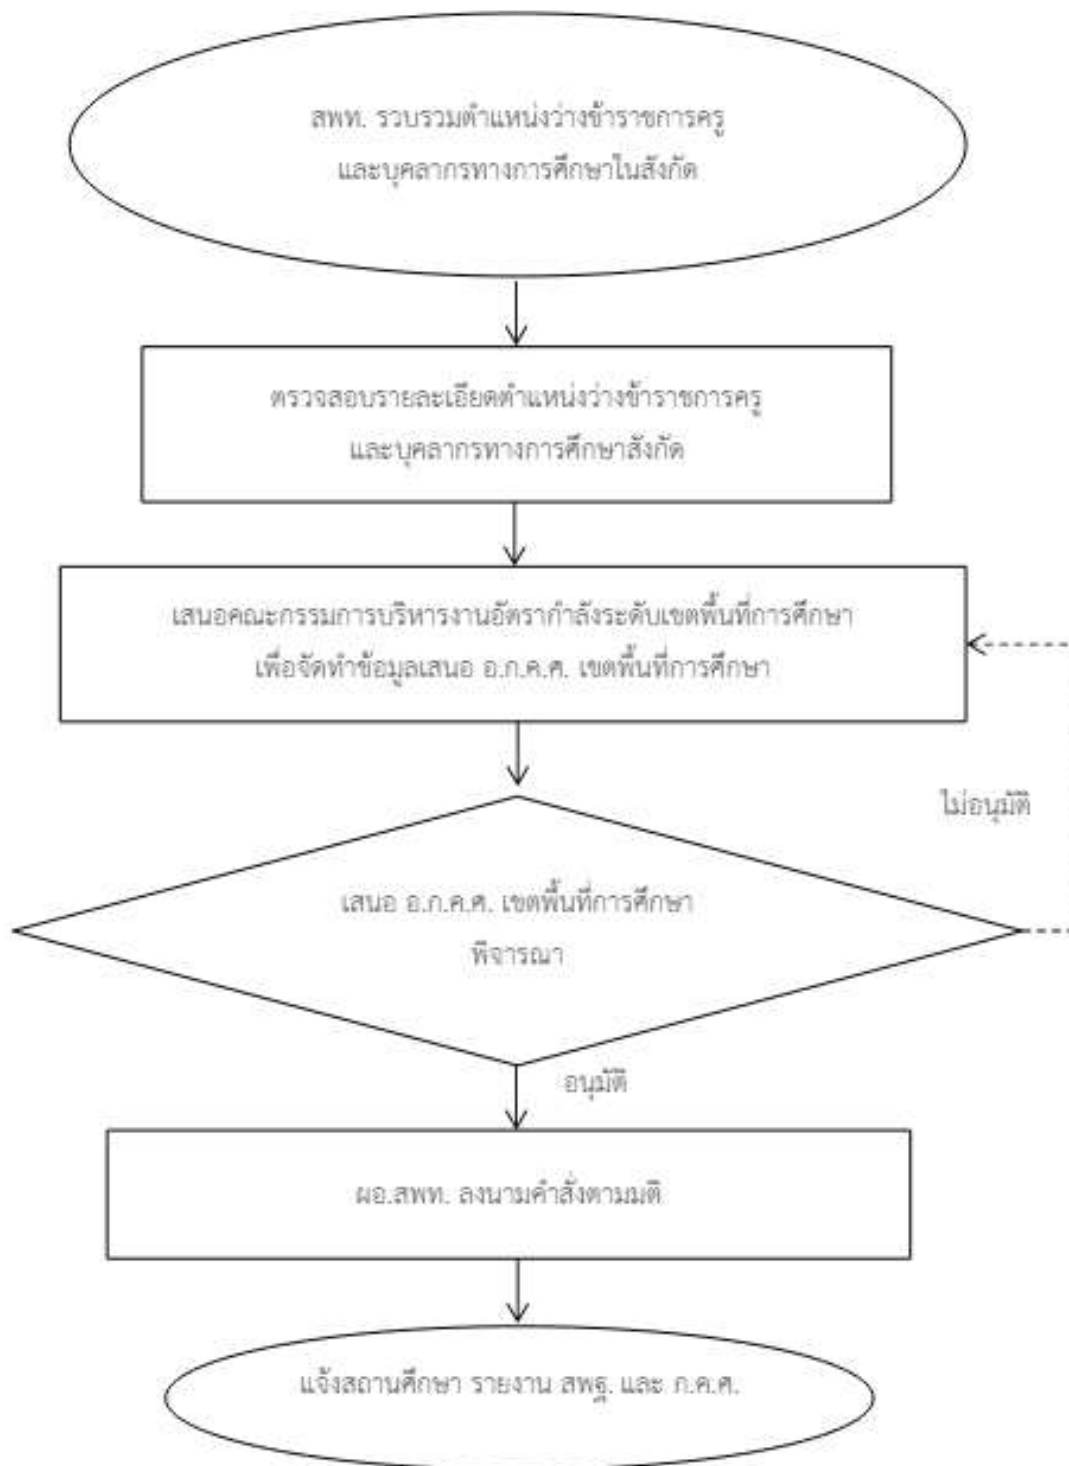 สพท. รวบรวมตำแหน่งว่างข้าราชการครู
และบุคลากรทางการศึกษาในสังกัด
ตรวจสอบรายละเอียดตำแหน่งว่างข้าราชการครู
และบุคลากรทางการศึกษาสังกัด
เสนอคณะกรรมการบริหารงานอัตรากำลังระดับเขตพื้นที่การศึกษา
เพื่อจัดทำข้อมูลเสนอ อ.ก.ค.ศ. เขตพื้นที่การศึกษา
ไม่อนุมัติ
เสนอ อ.ก.ค.ศ. เขตพื้นที่การศึกษา
พิจารณา
อนุมัติ
ผอ.สพท. ลงนามคำสั่งตามมติ
แจ้งสถานศึกษา รายงาน สพฐ. และ ก.ค.ศ.